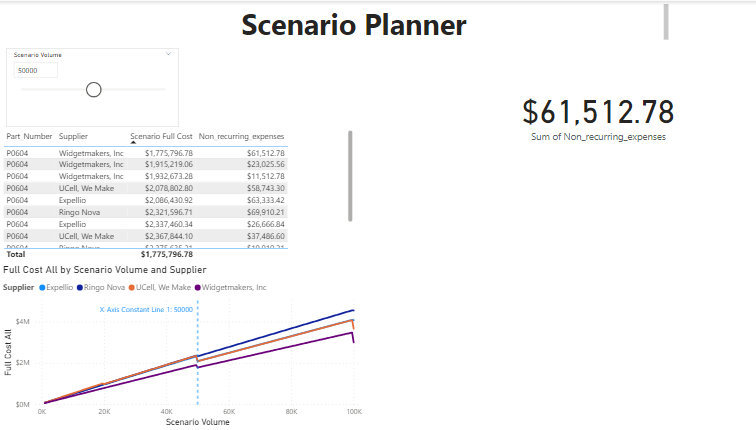 Scenario Planner
Scenario Volume
50000
$61,512.78
Sum of Non_recurring_expenses
Part_Number Supplier Scenario Full Cost Non_recurring_expenses
P0604 Widgetmakers, Inc $1,775,796.78 $61,512.78
P0604 Widgetmakers, Inc $1,915,219.06 $23,025.56
P0604 Widgetmakers, Inc $1,932,673.28 $11,512.78
P0604 UCell, We Make $2,078,802.80 $58,743.30
P0604 Expellio $2,086,430.92 $63,333.42
P0604 Ringo Nova $2,321,596.71 $69,910.21
P0604 Expellio $2,337,460.34 $26,666.84
P0604 UCell, We Make $2,367,844.10 $37,486.60
Total $1,775,796.78
Full Cost All by Scenario Volume and Supplier
Supplier Expellio Ringo Nova UCell, We Make Widgetmakers, Inc
X Axis Constant Line 1: 50000
$4M
$2M
$0M
Full Cost All
0K 20K 40K 60K 80K 100K
Scenario Volume